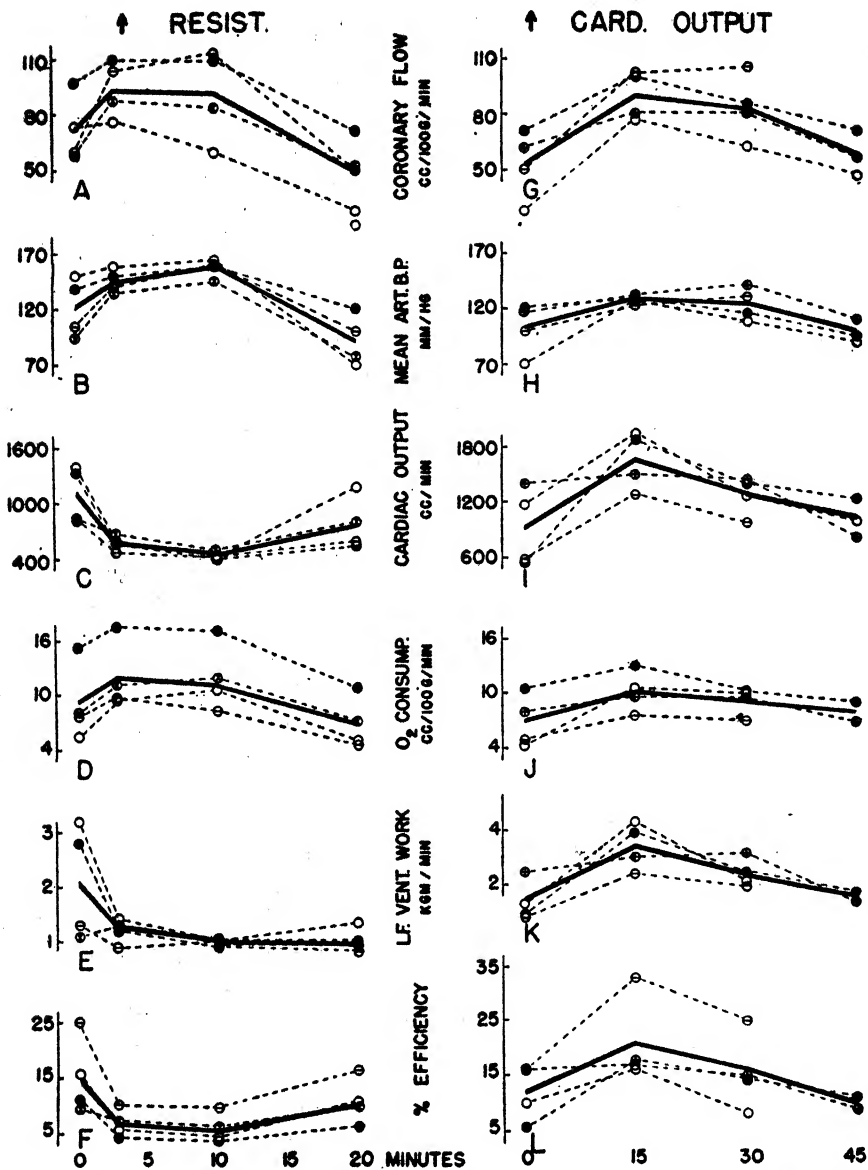 ↑ RESIST.
↑ CARD. OUTPUT
110
80
50
A
CORONARY FLOW
CC/100G/MIN
110
80
50
G
170
120
70
B
MEAN ART. B.P.
MM/HG
170
120
70
H
1600
1000
400
C
CARDIAC OUTPUT
CC/MIN
1800
1200
600
I
16
10
4
D
O2 CONSUMP.
CC/100G/MIN
16
10
4
J
3
2
1
E
LF. VENT. WORK
KGM/MIN
4
2
K
25
15
5
F
% EFFICIENCY
35
25
15
5
L
0 5 10 15 20 MINUTES 0 15 30 45